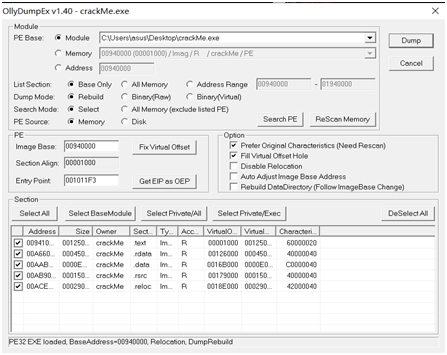 OllyDumpEx v1.40 - crackMe.exe
Module
PE Base: Module C:\Users\asus\Desktop\crackMe.exe
Memory 00940000 (00001000) / Imag / R / crackMe / PE
Address 00940000
Dump
Cancel
List Section: Base Only All Memory Address Range 00940000 - 01940000
Dump Mode: Rebuild Binary(Raw) Binary(Virtual)
Search Mode: Select All Memory (exclude listed PE)
PE Source: Memory Disk
Search PE ReScan Memory
PE
Image Base: 00940000 Fix Virtual Offset
Section Align: 00001000
Entry Point: 001011F3 Get EIP as OEP
Option
Prefer Original Characteristics (Need Rescan)
Fill Virtual Offset Hole
Disable Relocation
Auto Adjust Image Base Address
Rebuild DataDirectory (Follow ImageBase Change)
Section
Select All Select BaseModule Select Private/All Select Private/Exec DeSelect All
Address Size Owner Sect... Ty... Acc... VirtualO... Virtual... Characteri...
009410... 001250... crackMe .text Im... R 00001000 001250... 60000020
00A660... 000450... crackMe .rdata Im... R 00126000 000450... 40000040
00AAB... 0000E... crackMe .data Im... R 0016B000 0000E0... C0000040
00AB90... 000150... crackMe .rsrc Im... R 00179000 000150... 40000040
00ACE... 000290... crackMe .reloc Im... R 0018E000 000290... 42000040
PE32 EXE loaded, BaseAddress=00940000, Relocation, DumpRebuild